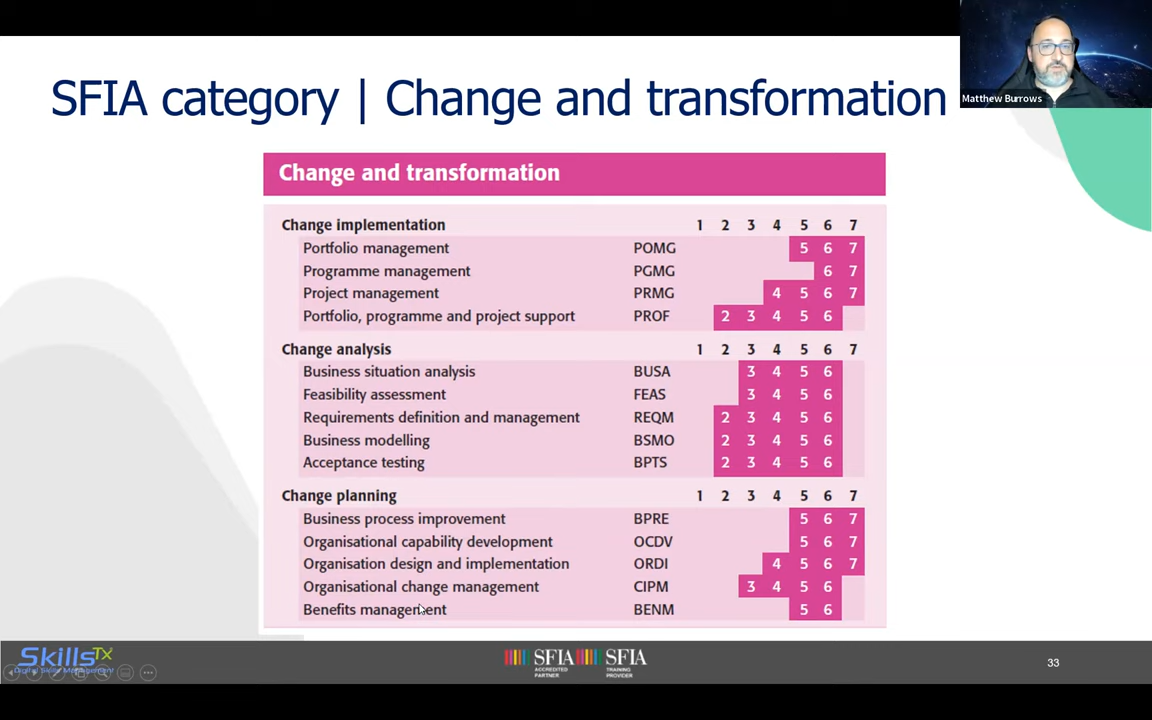 SFIA category | Change and transformation
Matthew Burrows
Change and transformation
Change implementation 1 2 3 4 5 6 7
Portfolio management POMG 5 6 7
Programme management PGMG 6 7
Project management PRMG 4 5 6 7
Portfolio, programme and project support PROF 2 3 4 5 6
Change analysis 1 2 3 4 5 6 7
Business situation analysis BUSA 3 4 5 6
Feasibility assessment FEAS 3 4 5 6
Requirements definition and management REQM 2 3 4 5 6
Business modelling BSMO 2 3 4 5 6
Acceptance testing BPTS 2 3 4 5 6
Change planning 1 2 3 4 5 6 7
Business process improvement BPRE 5 6 7
Organisational capability development OCDV 5 6 7
Organisation design and implementation ORDI 4 5 6 7
Organisational change management CIPM 3 4 5 6
Benefits management BENM 5 6
SkillsTX
Digital Skills Management
SFIA
ACCREDITED
PARTNER
SFIA
TRAINING
PROVIDER
33